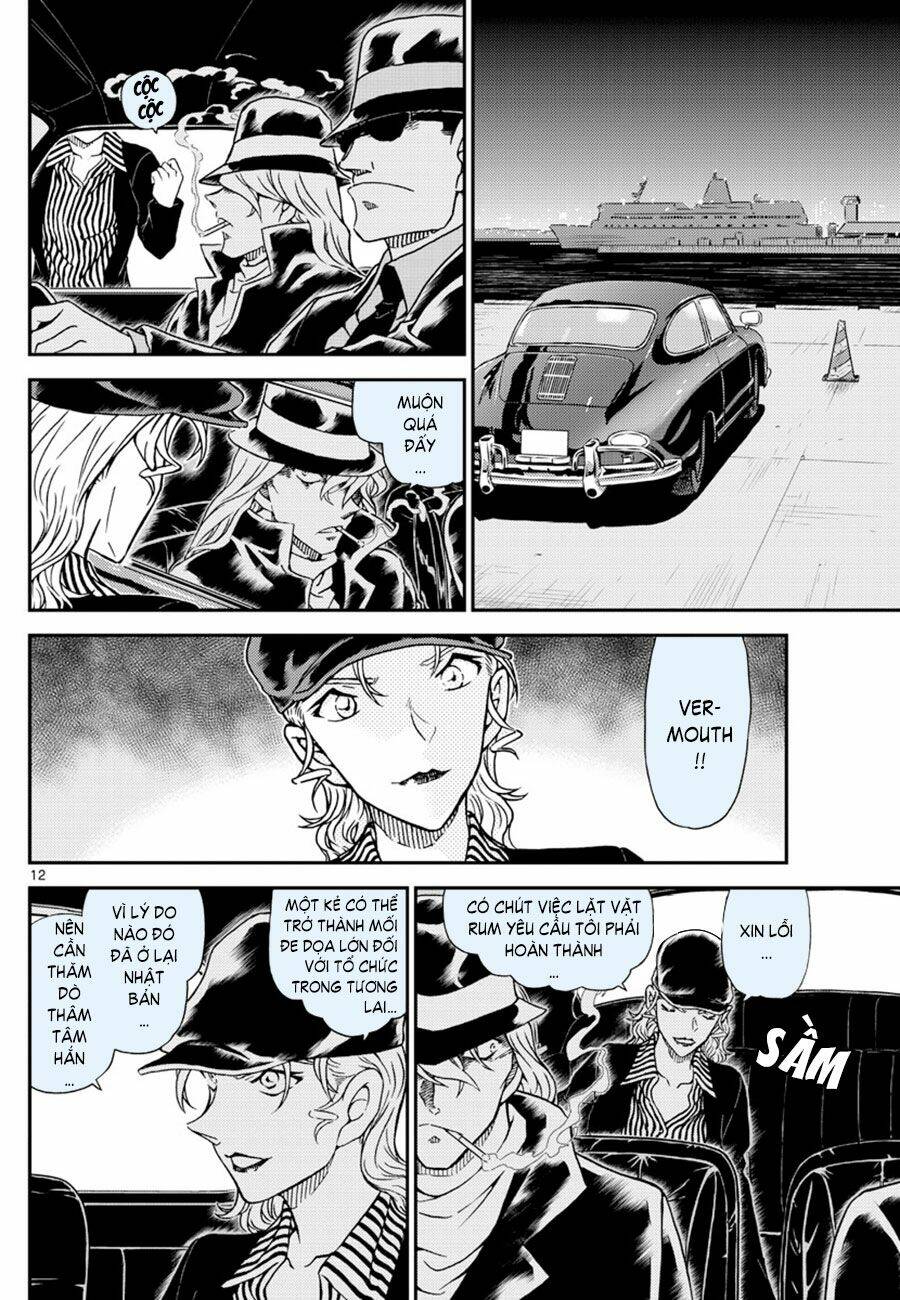 CỘC
CỘC
MUỘN
QUÁ
ĐẤY
...
VER-
MOUTH
!!
12
XIN LỖI
...
CÓ CHÚT VIỆC LẶT VẶT
RUM YÊU CẦU TÔI PHẢI
HOÀN THÀNH
...
SẦM
MỘT KẺ CÓ THỂ
TRỞ THÀNH MỐI
ĐE DỌA LỚN ĐỐI
VỚI TỔ CHỨC
TRONG TƯƠNG
LAI...
VÌ LÝ DO
NÀO ĐÓ
ĐÃ Ở LẠI
NHẬT
BẢN
...
NÊN
CẦN THĂM
DÒ
THÂM TÂM
HẮN
...